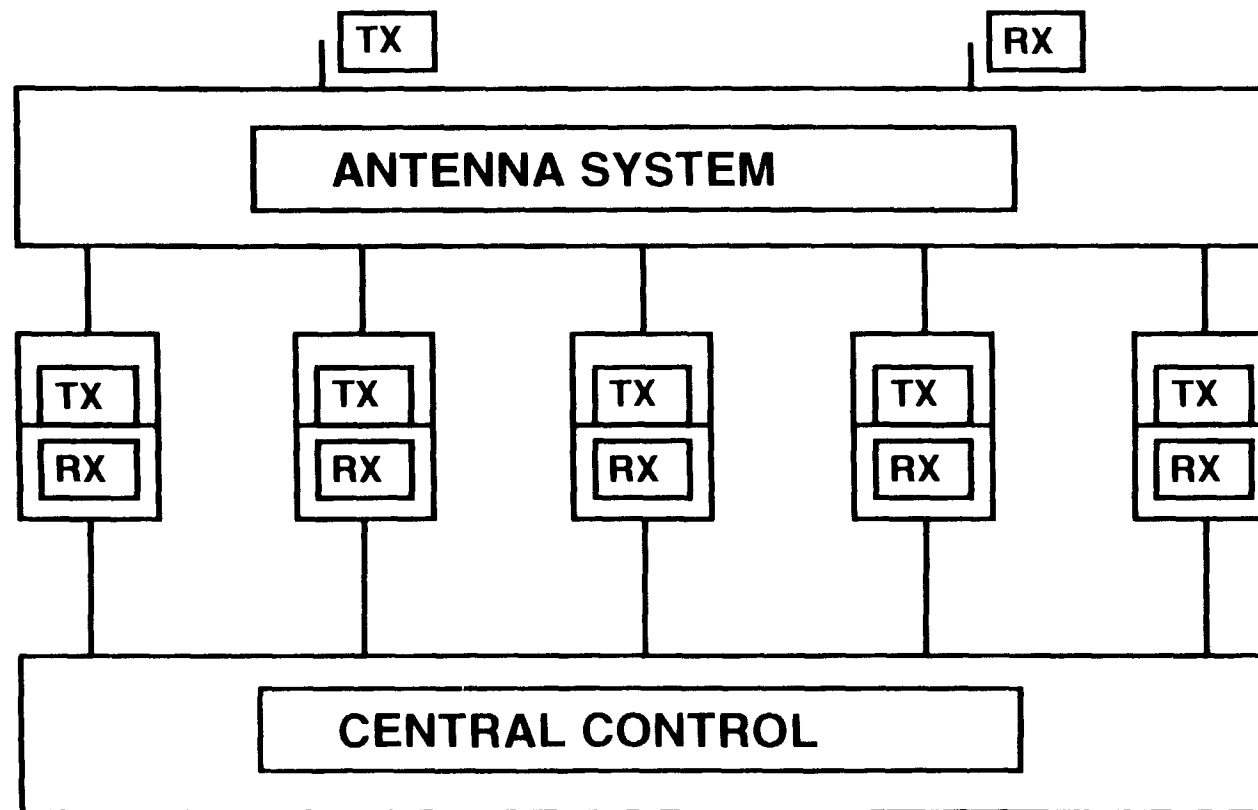 TX RX
ANTENNA SYSTEM
TX TX TX TX TX
RX RX RX RX RX
CENTRAL CONTROL